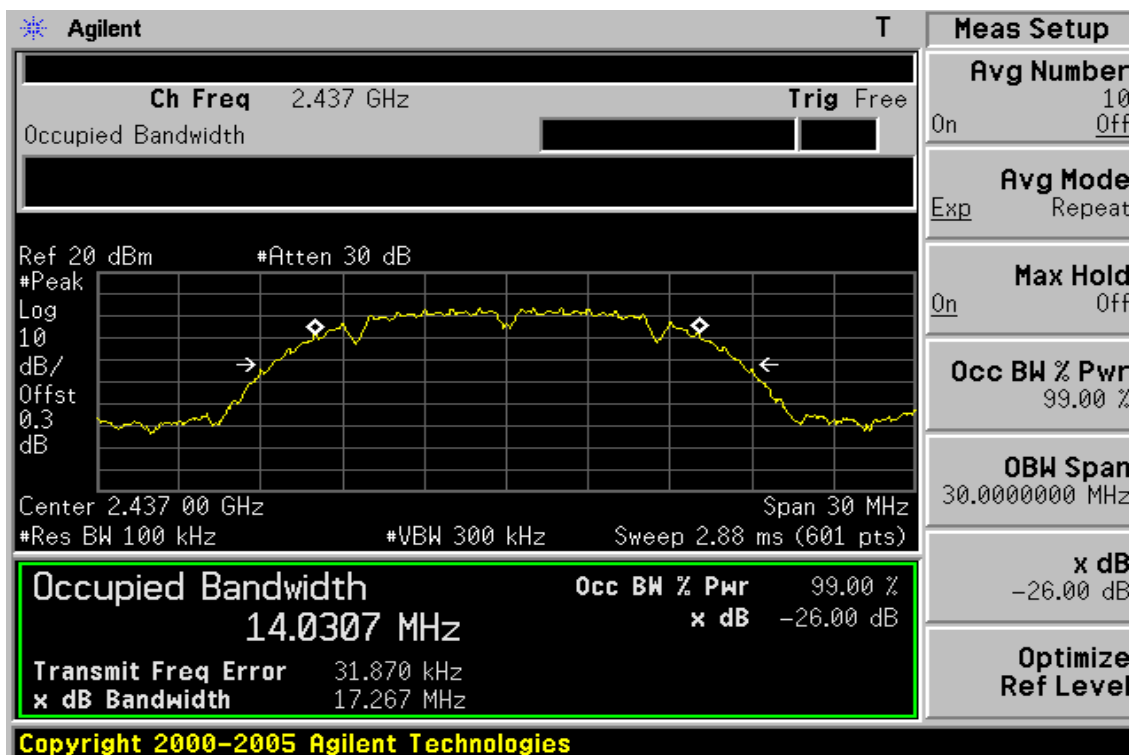 Agilent T
Meas Setup
Ch Freq 2.437 GHz Trig Free
Occupied Bandwidth
Ref 20 dBm #Atten 30 dB
#Peak
Log
10
dB/
Offst
0.3
dB
Center 2.437 00 GHz Span 30 MHz
#Res BW 100 kHz #VBW 300 kHz Sweep 2.88 ms (601 pts)
Occupied Bandwidth
14.0307 MHz
Occ BW % Pwr 99.00 %
x dB -26.00 dB
Transmit Freq Error 31.870 kHz
x dB Bandwidth 17.267 MHz
Avg Number
10
On Off
Avg Mode
Exp Repeat
Max Hold
On Off
Occ BW % Pwr
99.00 %
OBW Span
30.0000000 MHz
x dB
-26.00 dB
Optimize
Ref Level
Copyright 2000-2005 Agilent Technologies